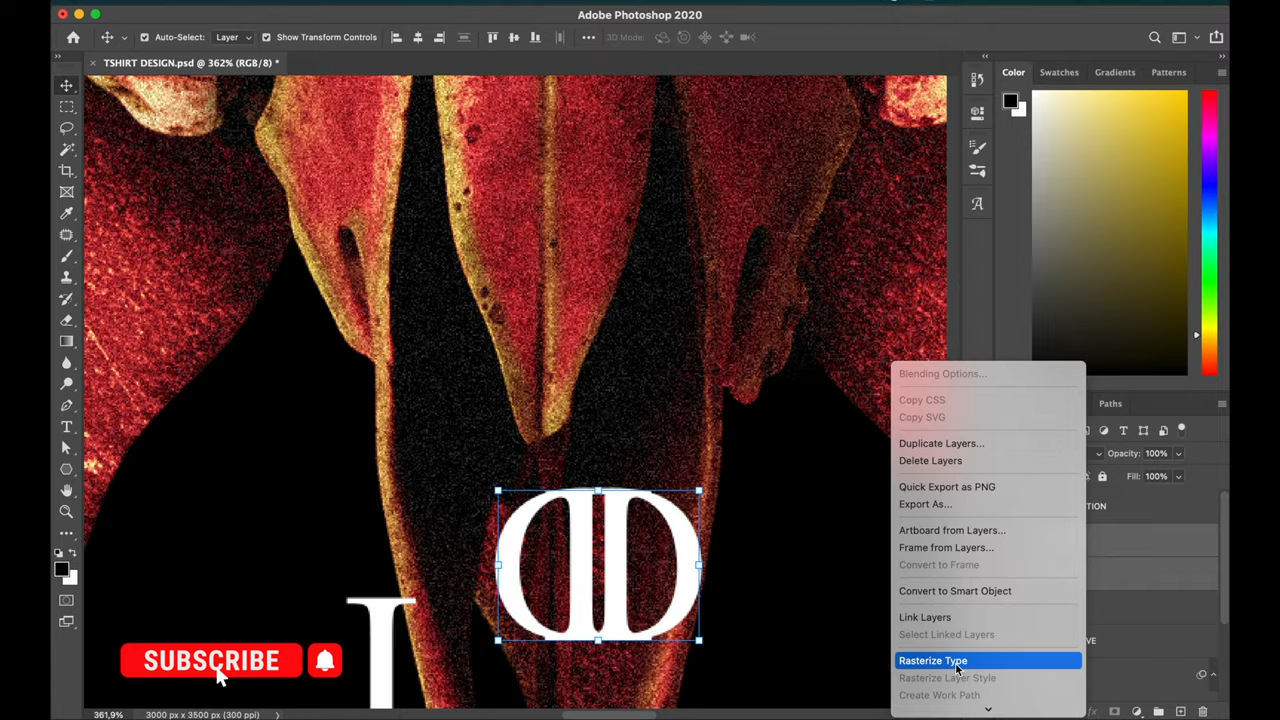 Adobe Photoshop 2020
Auto-Select: Layer Show Transform Controls 3D Mode:
TSHIRT DESIGN.psd @ 362% (RGB/8) *
Color Swatches Gradients Patterns
Paths
Opacity: 100%
Fill: 100%
Blending Options...
Copy CSS
Copy SVG
Duplicate Layers...
Delete Layers
Quick Export as PNG
Export As...
Artboard from Layers...
Frame from Layers...
Convert to Frame
Convert to Smart Object
Link Layers
Select Linked Layers
Rasterize Type
Rasterize Layer Style
Create Work Path
SUBSCRIBE
361,9% 3000 px x 3500 px (300 ppi)